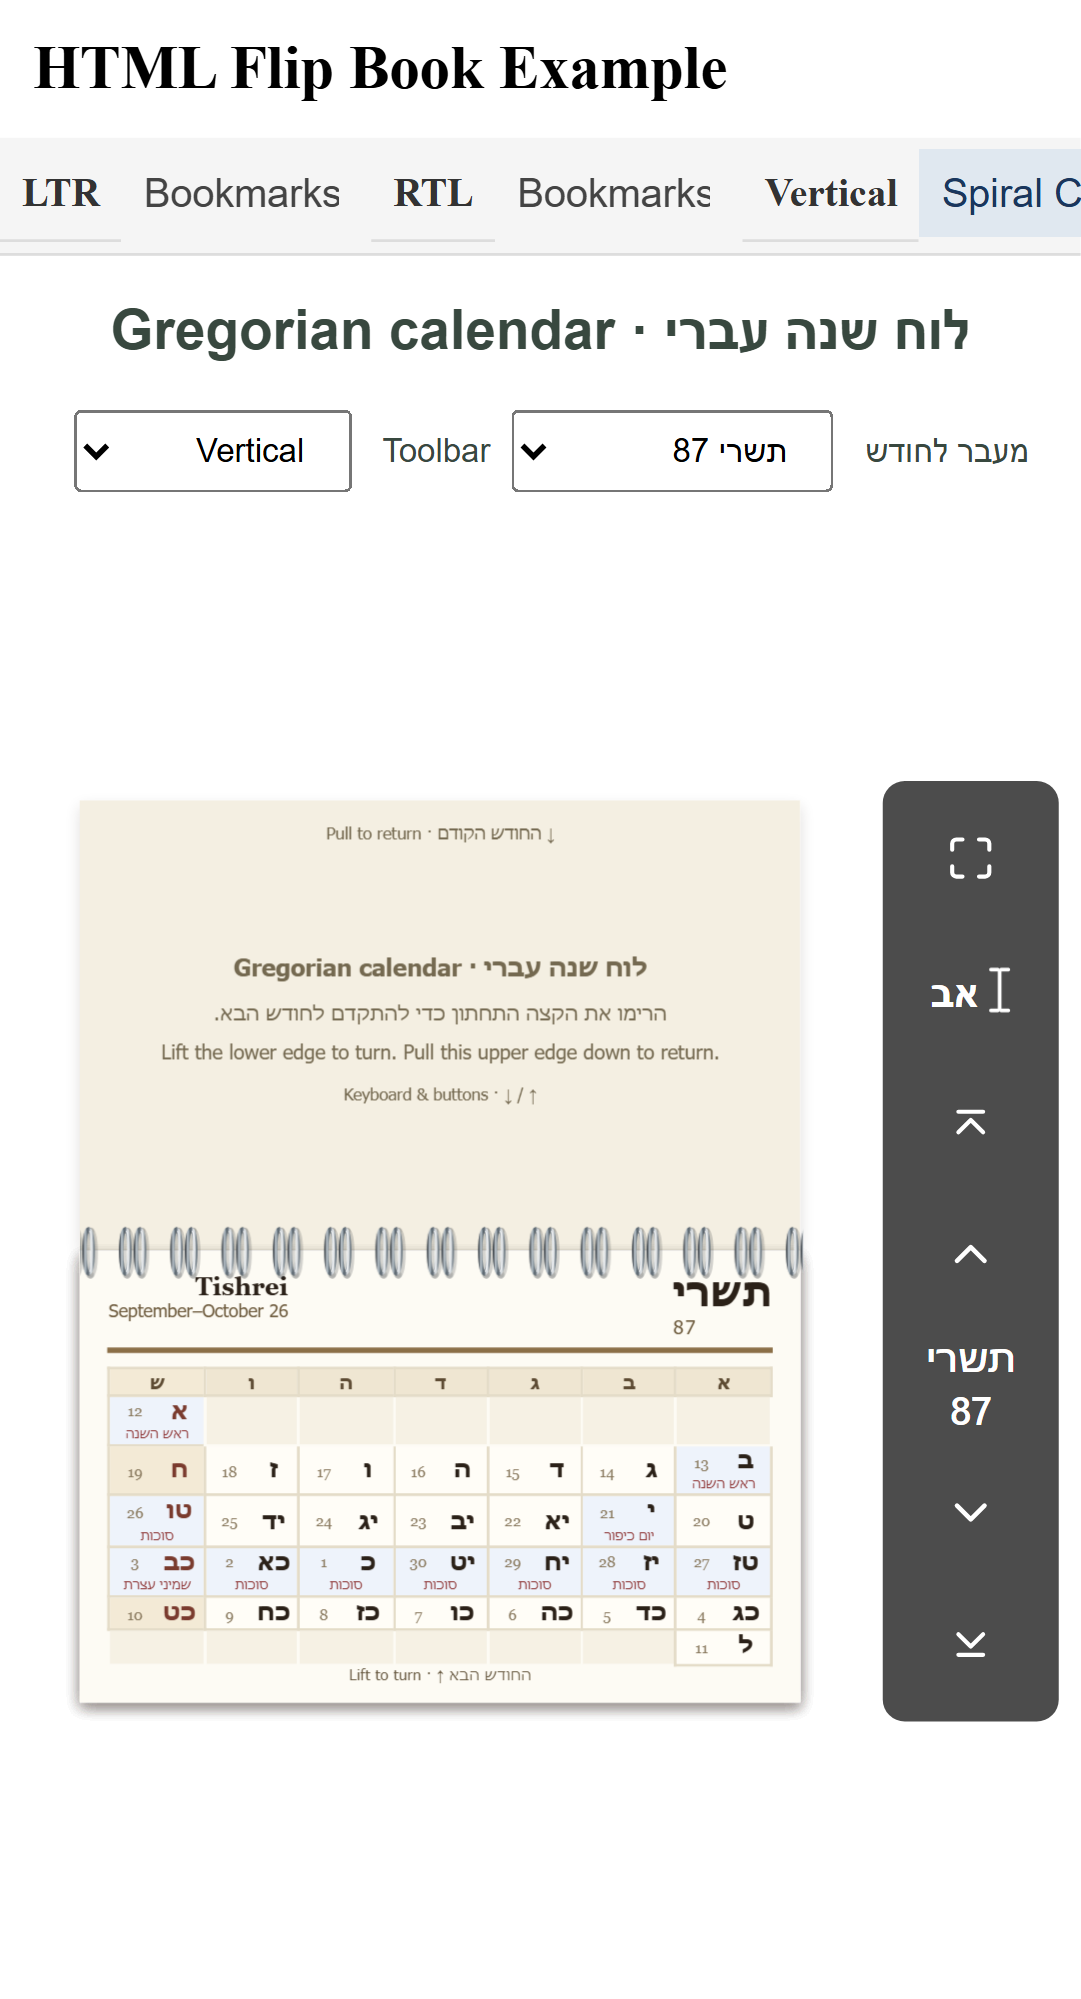 HTML Flip Book Example
LTR Bookmarks RTL Bookmarks Vertical Spiral C
לוח שנה עברי · Gregorian calendar
מעבר לחודש תשרי 87 Toolbar Vertical
↓ החודש הקודם · Pull to return
לוח שנה עברי · Gregorian calendar
הרימו את הקצה התחתון כדי להתקדם לחודש הבא.
Lift the lower edge to turn. Pull this upper edge down to return.
Keyboard & buttons · ↓ / ↑
תשרי Tishrei
87 September–October 26
א ב ג ד ה ו ש
א 12
ראש השנה
ב 13 ג 14 ד 15 ה 16 ו 17 ז 18 ח 19
ראש השנה
ט 20 י 21 יא 22 יב 23 יג 24 יד 25 טו 26
יום כיפור סוכות
טז 27 יז 28 יח 29 יט 30 כ 1 כא 2 כב 3
סוכות סוכות סוכות סוכות סוכות סוכות שמיני עצרת
כג 4 כד 5 כה 6 כו 7 כז 8 כח 9 כט 10
ל 11
החודש הבא ↑ · Lift to turn
אב
תשרי
87